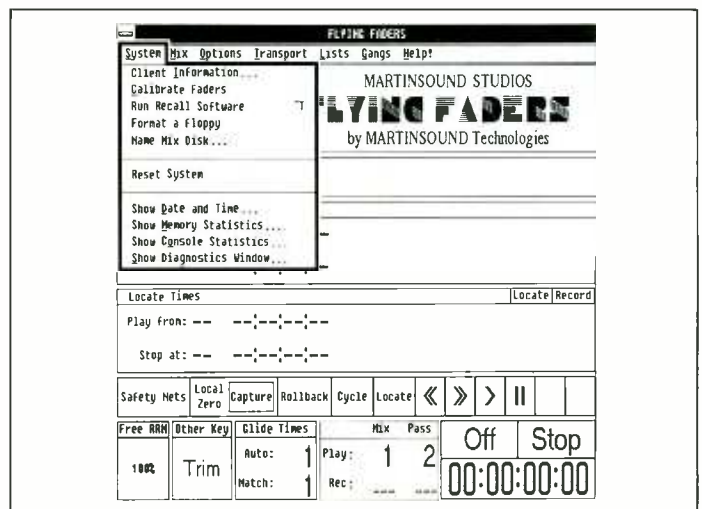 FLYING FADERS
System Mix Options Transport Lists Gangs Help!
Client Information...
Calibrate Faders
Run Recall Software ^T
Format a Floppy
Name Mix Disk...
Reset System
Show Date and Time...
Show Memory Statistics...
Show Console Statistics...
Show Diagnostics Window...
MARTINSOUND STUDIOS
LYING FADERS
by MARTINSOUND Technologies
Locate Times Locate Record
Play from: -- --:--:--:--
Stop at: -- --:--:--:--
Safety Nets Local Zero Capture Rollback Cycle Locate « » > ||
Free RAM Other Key Glide Times Mix Pass Off Stop
100% Trim Auto: 1 Play: 1 2
Match: 1 Rec: --- --- 00:00:00:00